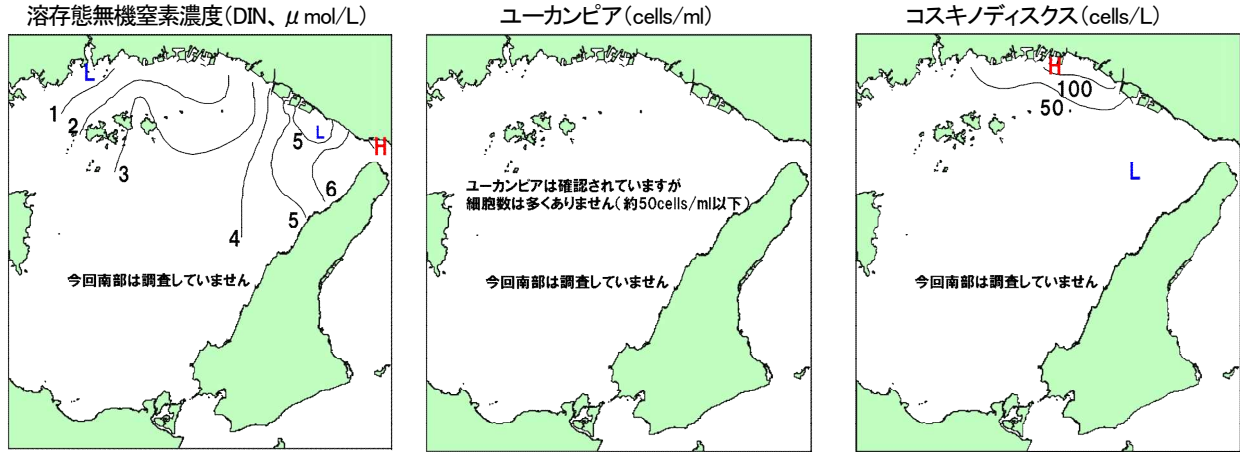 溶存態無機窒素濃度(DIN、μmol/L)
L
1
2
3
4
5
5
6
L
H
今回南部は調査していません
ユーカンピア(cells/ml)
ユーカンピアは確認されていますが
細胞数は多くありません(約50cells/ml以下)
今回南部は調査していません
コスキノディスクス(cells/L)
H
100
50
L
今回南部は調査していません